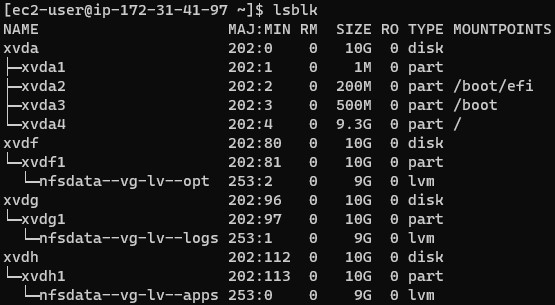 [ec2-user@ip-172-31-41-97 ~]$ lsblk
NAME                      MAJ:MIN RM  SIZE RO TYPE MOUNTPOINTS
xvda                      202:0    0   10G  0 disk
├─xvda1                   202:1    0    1M  0 part
├─xvda2                   202:2    0  200M  0 part /boot/efi
├─xvda3                   202:3    0  500M  0 part /boot
└─xvda4                   202:4    0  9.3G  0 part /
xvdf                      202:80   0   10G  0 disk
└─xvdf1                   202:81   0   10G  0 part
  └─nfsdata--vg-lv--opt   253:2    0    9G  0 lvm
xvdg                      202:96   0   10G  0 disk
└─xvdg1                   202:97   0   10G  0 part
  └─nfsdata--vg-lv--logs  253:1    0    9G  0 lvm
xvdh                      202:112  0   10G  0 disk
└─xvdh1                   202:113  0   10G  0 part
  └─nfsdata--vg-lv--apps  253:0    0    9G  0 lvm